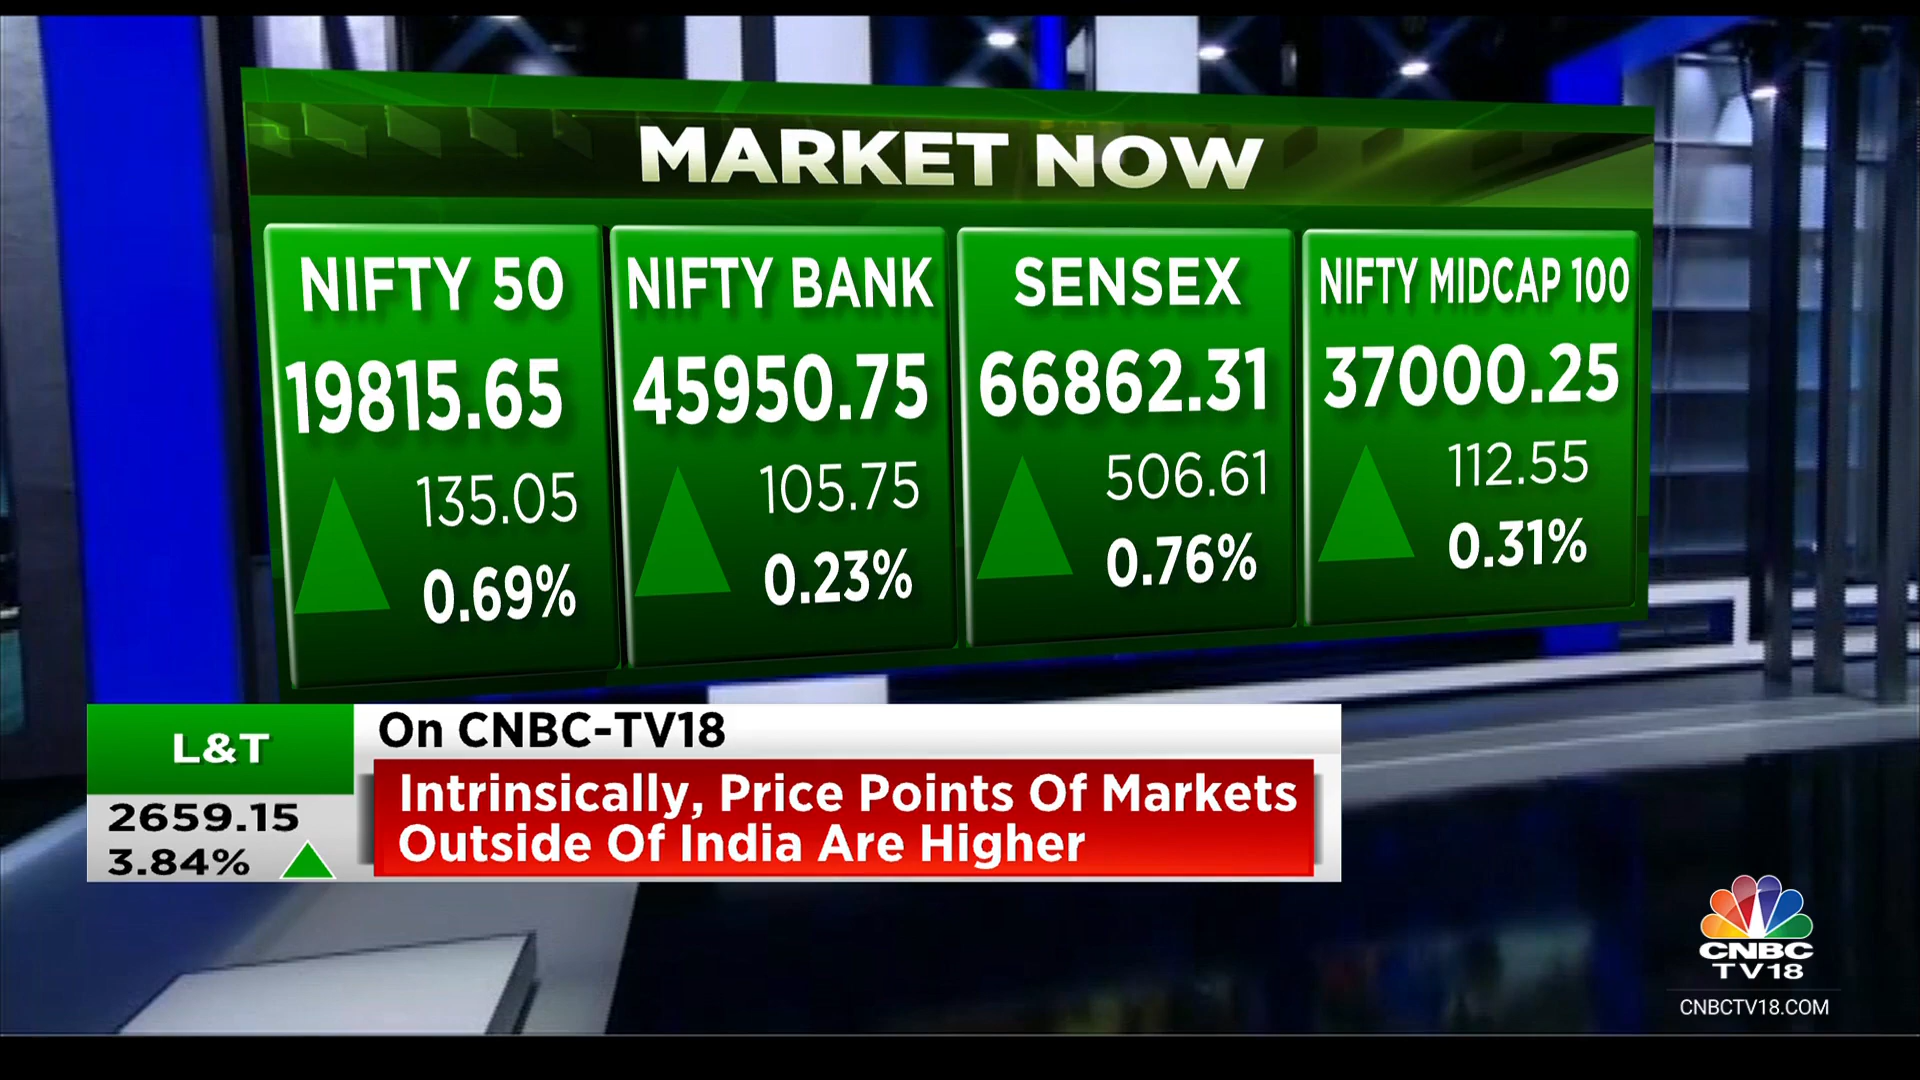 MARKET NOW
NIFTY 50
19815.65
135.05
0.69%
NIFTY BANK
45950.75
105.75
0.23%
SENSEX
66862.31
506.61
0.76%
NIFTY MIDCAP 100
37000.25
112.55
0.31%
L&T
2659.15
3.84%
On CNBC-TV18
Intrinsically, Price Points Of Markets
Outside Of India Are Higher
CNBC
TV18
CNBCTV18.COM